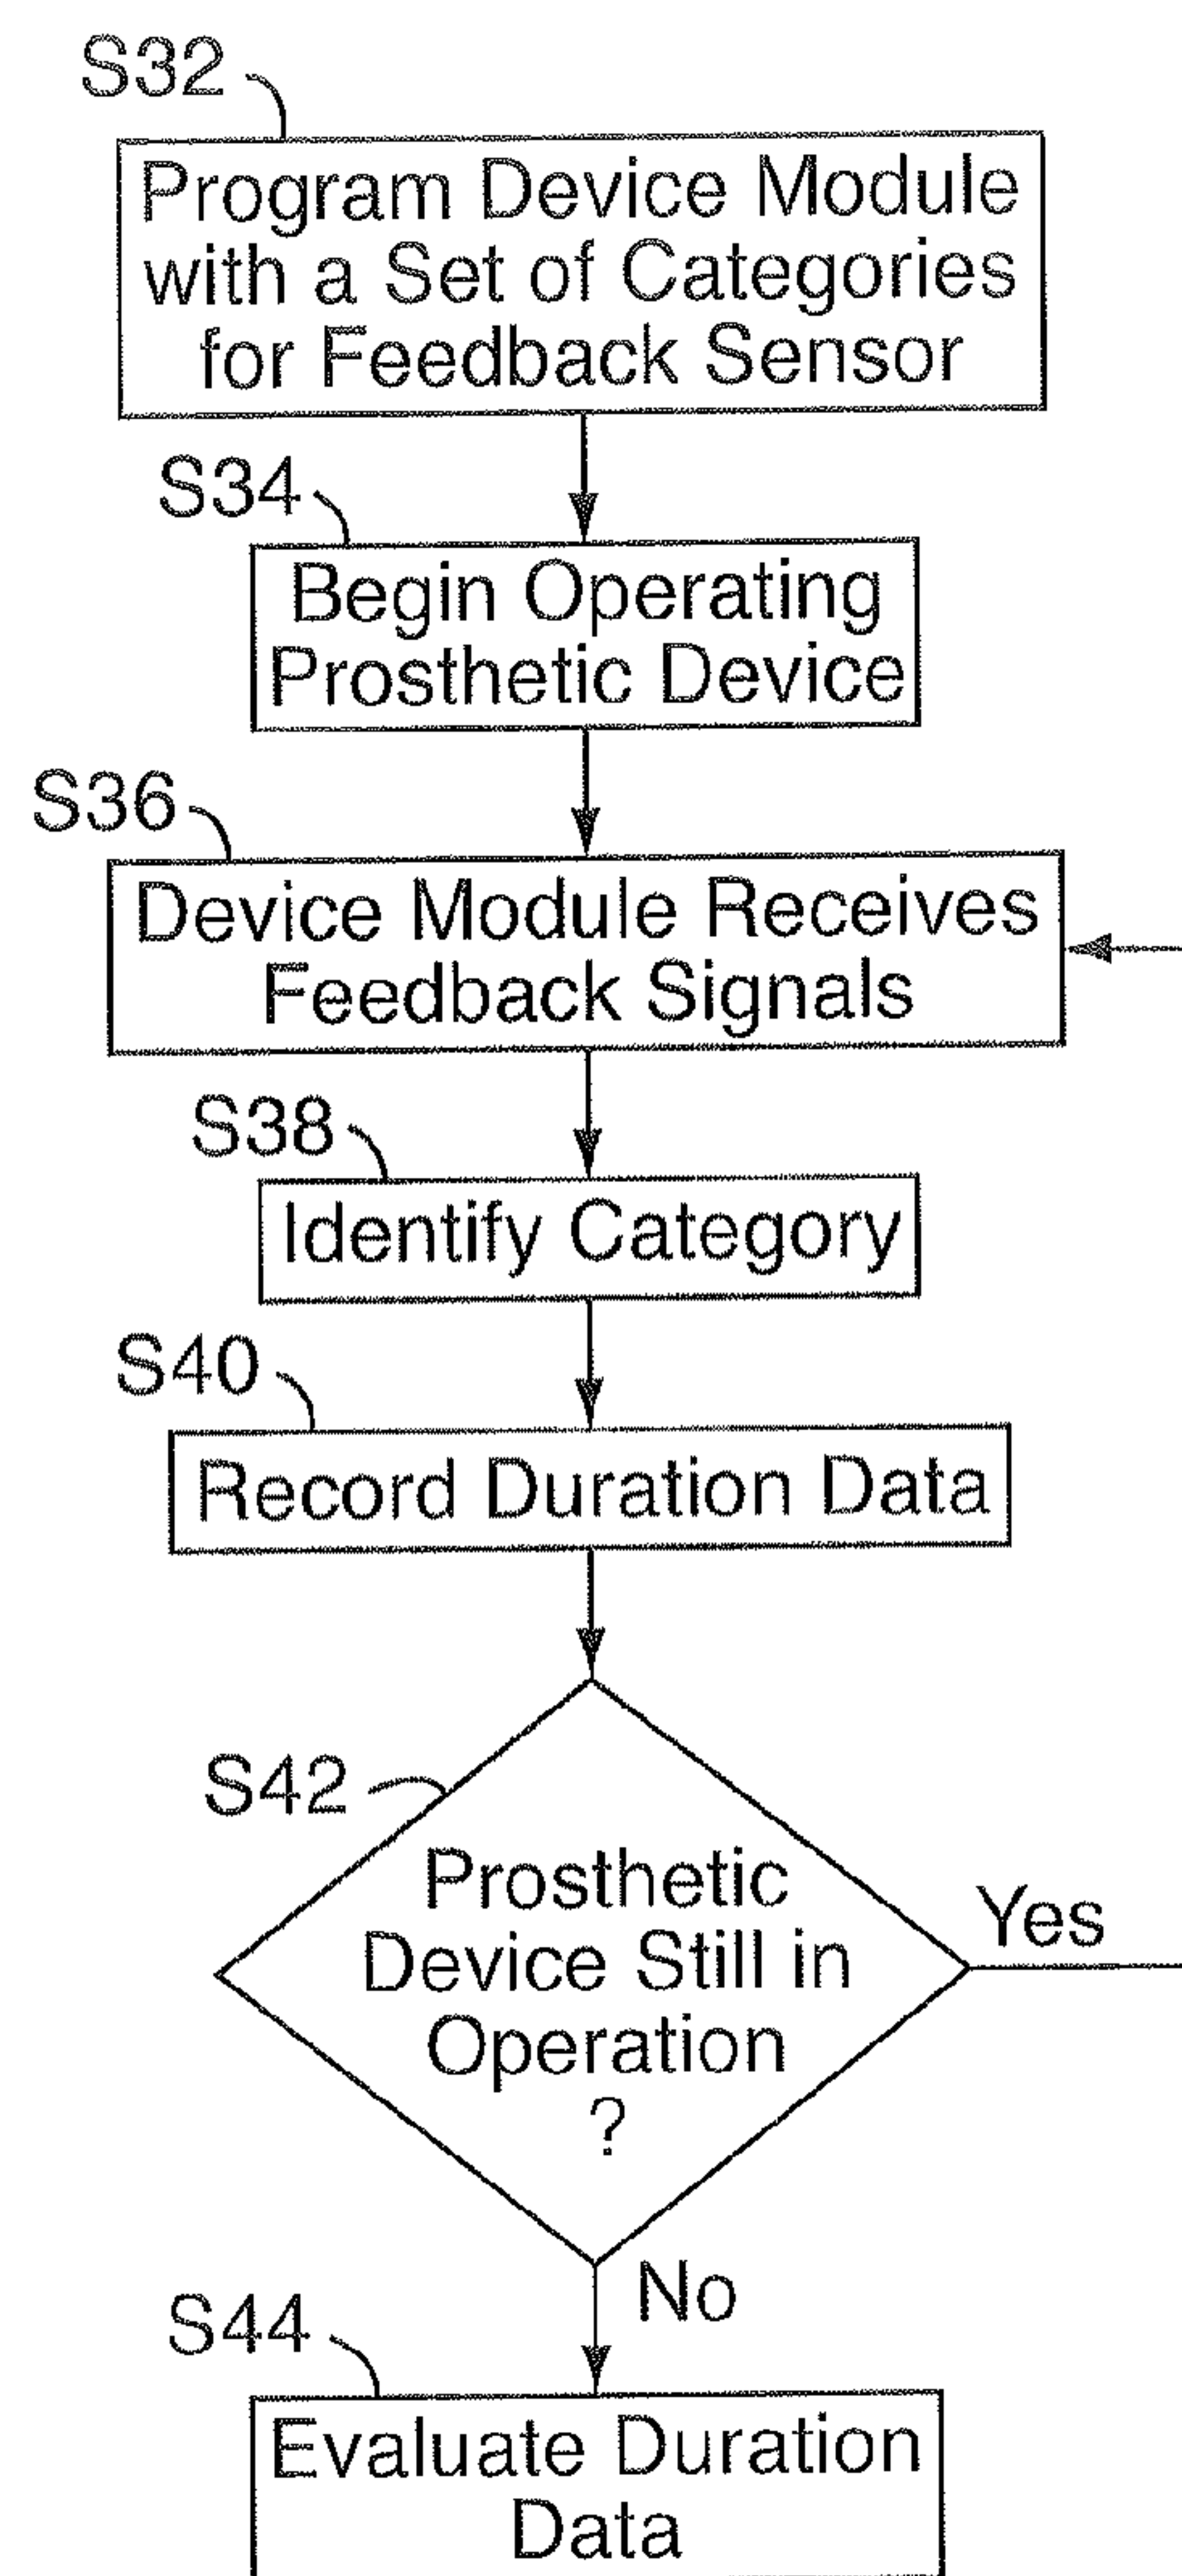 S32
Program Device Module
with a Set of Categories
for Feedback Sensor
S34
Begin Operating
Prosthetic Device
S36
Device Module Receives
Feedback Signals
S38
Identify Category
S40
Record Duration Data
S42
Prosthetic
Device Still in
Operation
?
Yes
No
S44
Evaluate Duration
Data